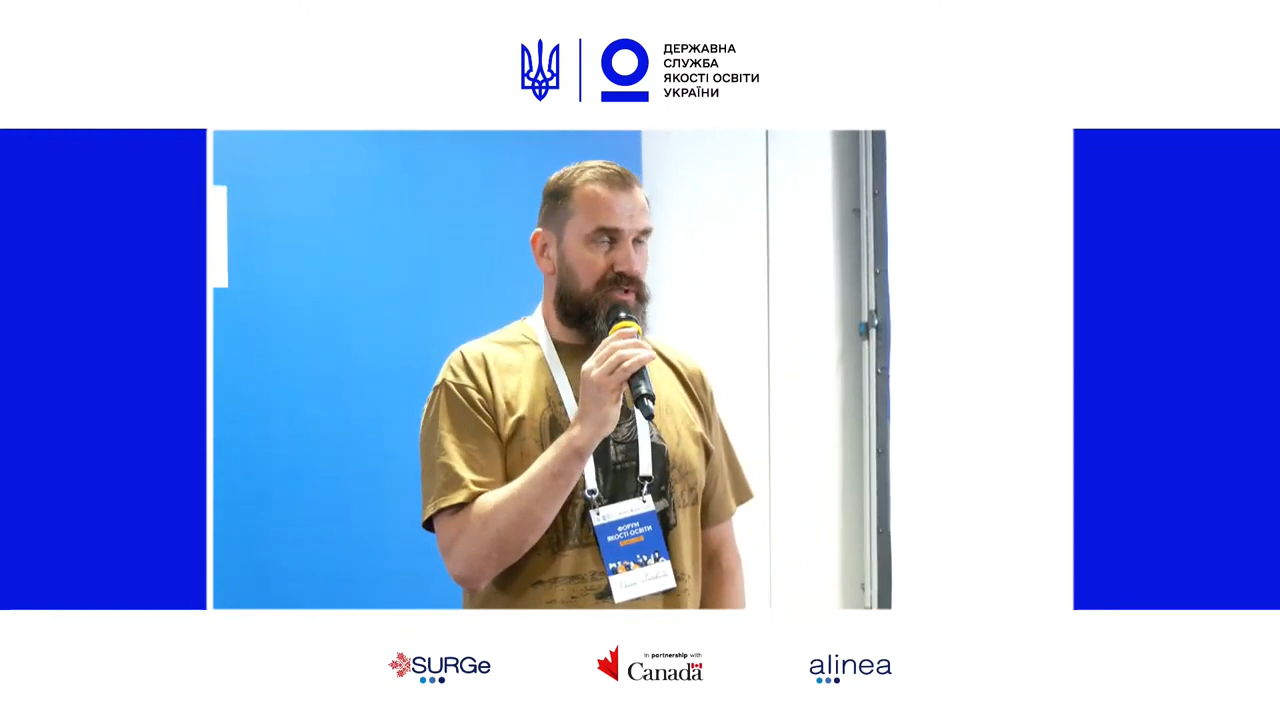 ДЕРЖАВНА
СЛУЖБА
ЯКОСТІ ОСВІТИ
УКРАЇНИ
ФОРУМ
ЯКОСТІ ОСВІТИ
SURGe
In partnership with
Canada
alinea